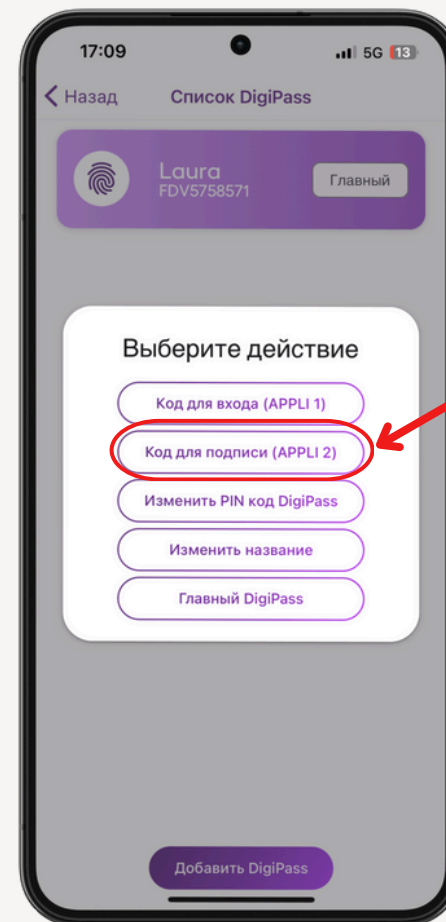 17:09
5G 13
Назад
Список DigiPass
Laura
FDV5758571
Главный
Выберите действие
Код для входа (APPLI 1)
Код для подписи (APPLI 2)
Изменить PIN код DigiPass
Изменить название
Главный DigiPass
Добавить DigiPass